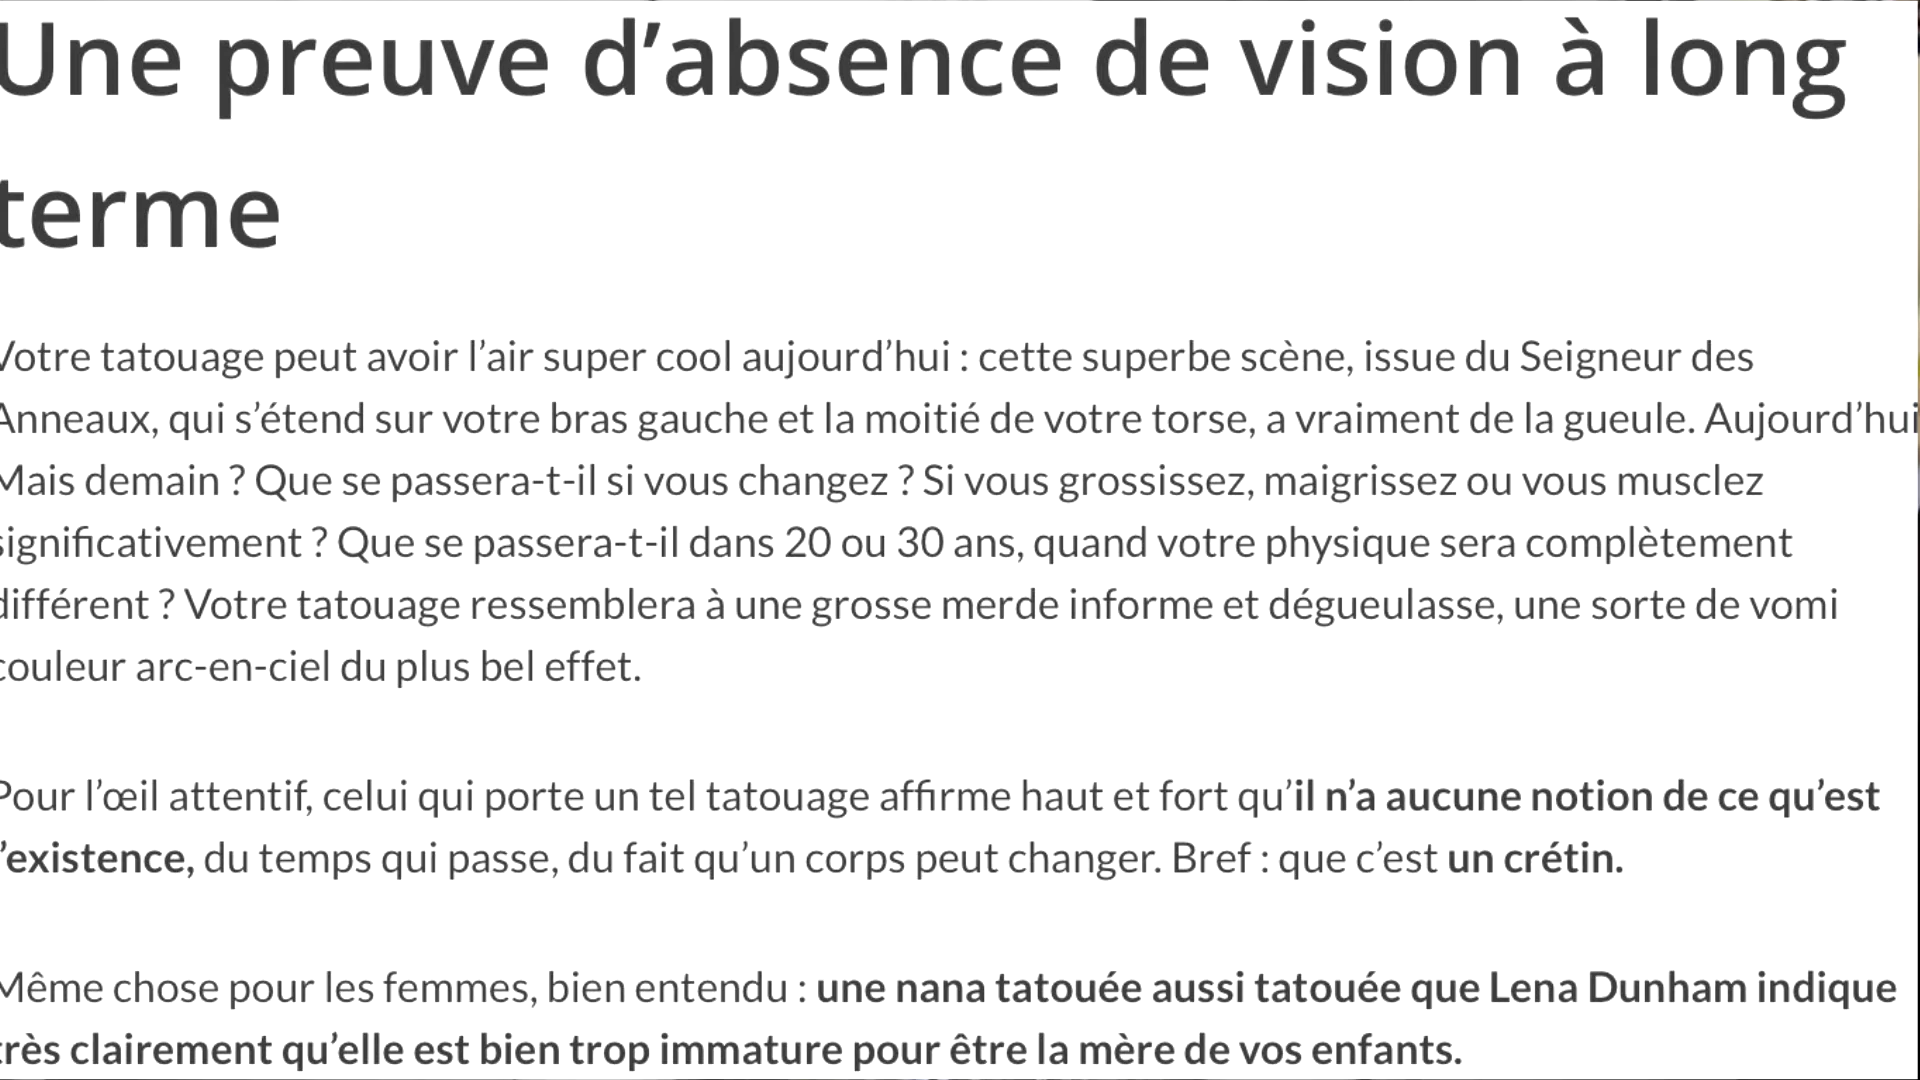 Une preuve d’absence de vision à long
terme
Votre tatouage peut avoir l’air super cool aujourd’hui : cette superbe scène, issue du Seigneur des
Anneaux, qui s’étend sur votre bras gauche et la moitié de votre torse, a vraiment de la gueule. Aujourd’hui
Mais demain ? Que se passera-t-il si vous changez ? Si vous grossissez, maigrissez ou vous musclez
significativement ? Que se passera-t-il dans 20 ou 30 ans, quand votre physique sera complètement
différent ? Votre tatouage ressemblera à une grosse merde informe et dégueulasse, une sorte de vomi
couleur arc-en-ciel du plus bel effet.
Pour l’œil attentif, celui qui porte un tel tatouage affirme haut et fort qu’il n’a aucune notion de ce qu’est
l’existence, du temps qui passe, du fait qu’un corps peut changer. Bref : que c’est un crétin.
Même chose pour les femmes, bien entendu : une nana tatouée aussi tatouée que Lena Dunham indique
très clairement qu’elle est bien trop immature pour être la mère de vos enfants.